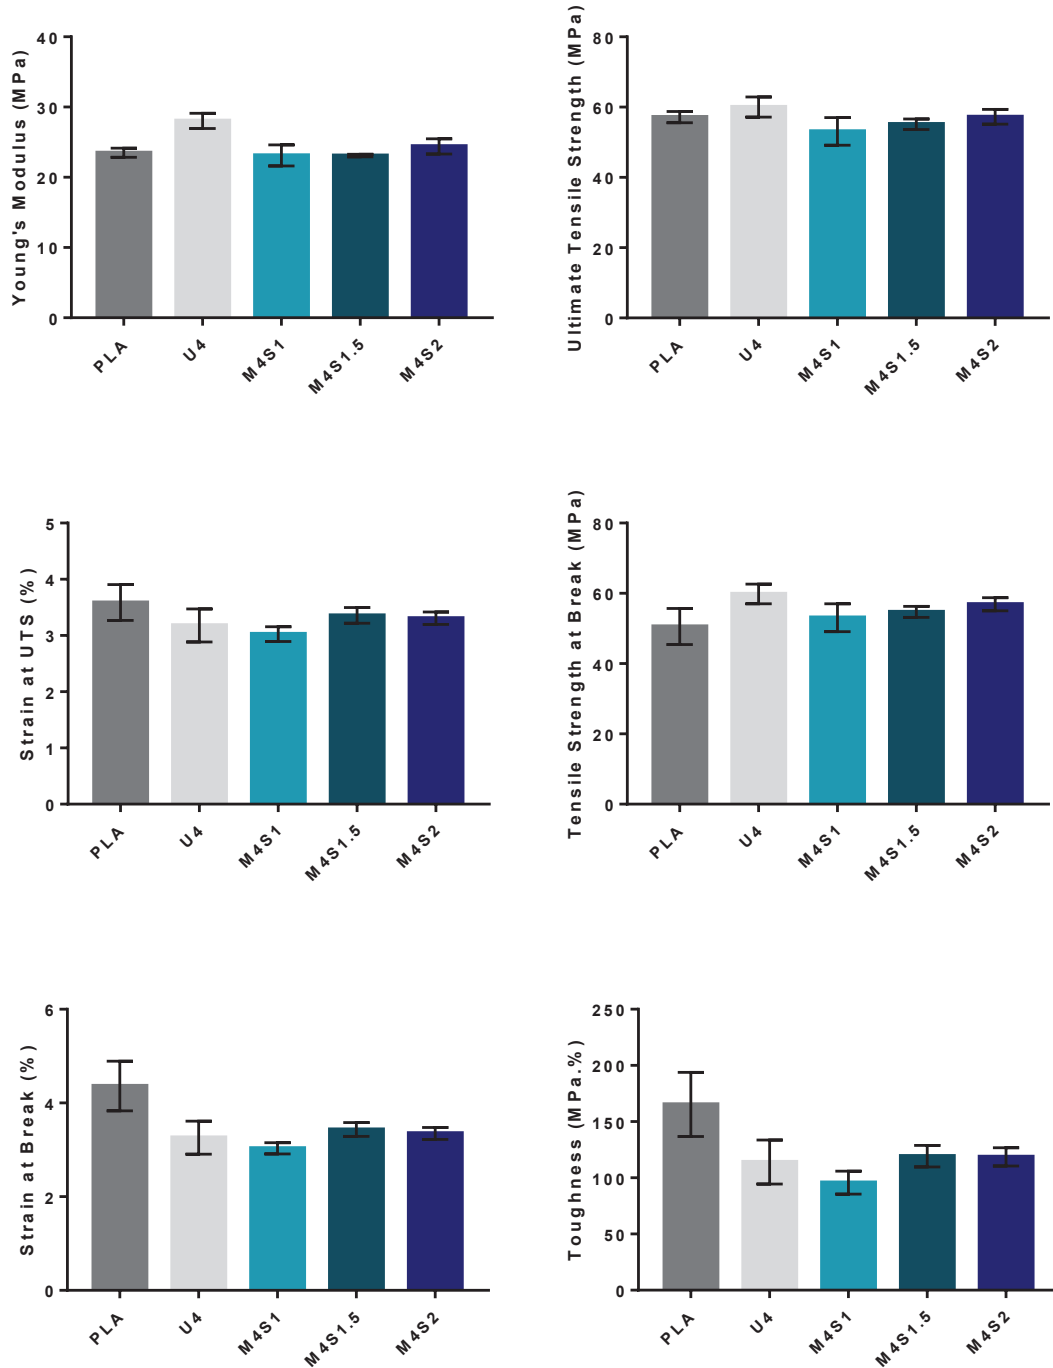 Young's Modulus (MPa)
40
30
20
10
0
PLA
U4
M4S1
M4S1.5
M4S2
Ultimate Tensile Strength (MPa)
80
60
40
20
0
PLA
U4
M4S1
M4S1.5
M4S2
Strain at UTS (%)
5
4
3
2
1
0
PLA
U4
M4S1
M4S1.5
M4S2
Tensile Strength at Break (MPa)
80
60
40
20
0
PLA
U4
M4S1
M4S1.5
M4S2
Strain at Break (%)
6
4
2
0
PLA
U4
M4S1
M4S1.5
M4S2
Toughness (MPa.%)
250
200
150
100
50
0
PLA
U4
M4S1
M4S1.5
M4S2